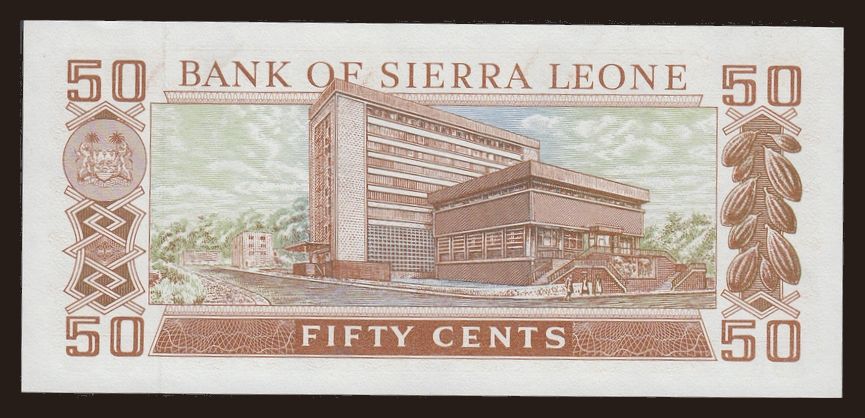 50 BANK OF SIERRA LEONE 50
50 FIFTY CENTS 50